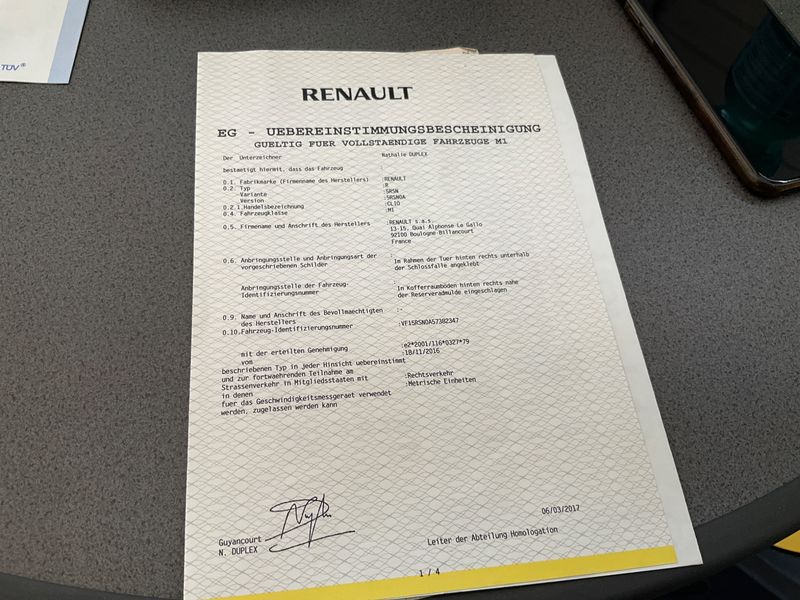 TÜV®
RENAULT
EG - UEBEREINSTIMMUNGSBESCHEINIGUNG
GUELTIG FUER VOLLSTAENDIGE FAHRZEUGE M1
Der Unterzeichner Nathalie DUPLEX
bestaetigt hiermit, dass das Fahrzeug :
0.1. Fabrikmarke (Firmenname des Herstellers) :RENAULT
0.2. Typ :R
Variante :5RSN
Version :5RSN0A
0.2.1.Handelsbezeichnung :CLIO
0.4. Fahrzeugklasse :M1
0.5. Firmenname und Anschrift des Herstellers :RENAULT s.a.s.
13-15, Quai Alphonse Le Gallo
92100 Boulogne-Billancourt
France
0.6. Anbringungsstelle und Anbringungsart der :
vorgeschriebenen Schilder Im Rahmen der Tuer hinten rechts unterhalb
der Schlossfalle angeklebt
Anbringungsstelle der Fahrzeug-
Identifizierungsnummer In Kofferraumböden hinten rechts nahe
der Reserveradmulde eingeschlagen
0.9. Name und Anschrift des Bevollmaechtigten :-
des Herstellers
0.10.Fahrzeug-Identifizierungsnummer :VF15RSN0A57382347
mit der erteilten Genehmigung :e2*2001/116*0327*79
vom :18/11/2016
beschriebenen Typ in jeder Hinsicht uebereinstimmt
und zur fortwaehrenden Teilnahme am
Strassenverkehr in Mitgliedsstaaten mit :Rechtsverkehr
in denen :Metrische Einheiten
fuer das Geschwindigkeitsmessgeraet verwendet
werden, zugelassen werden kann
06/03/2017
Guyancourt
N. DUPLEX
Leiter der Abteilung Homologation
1 / 4